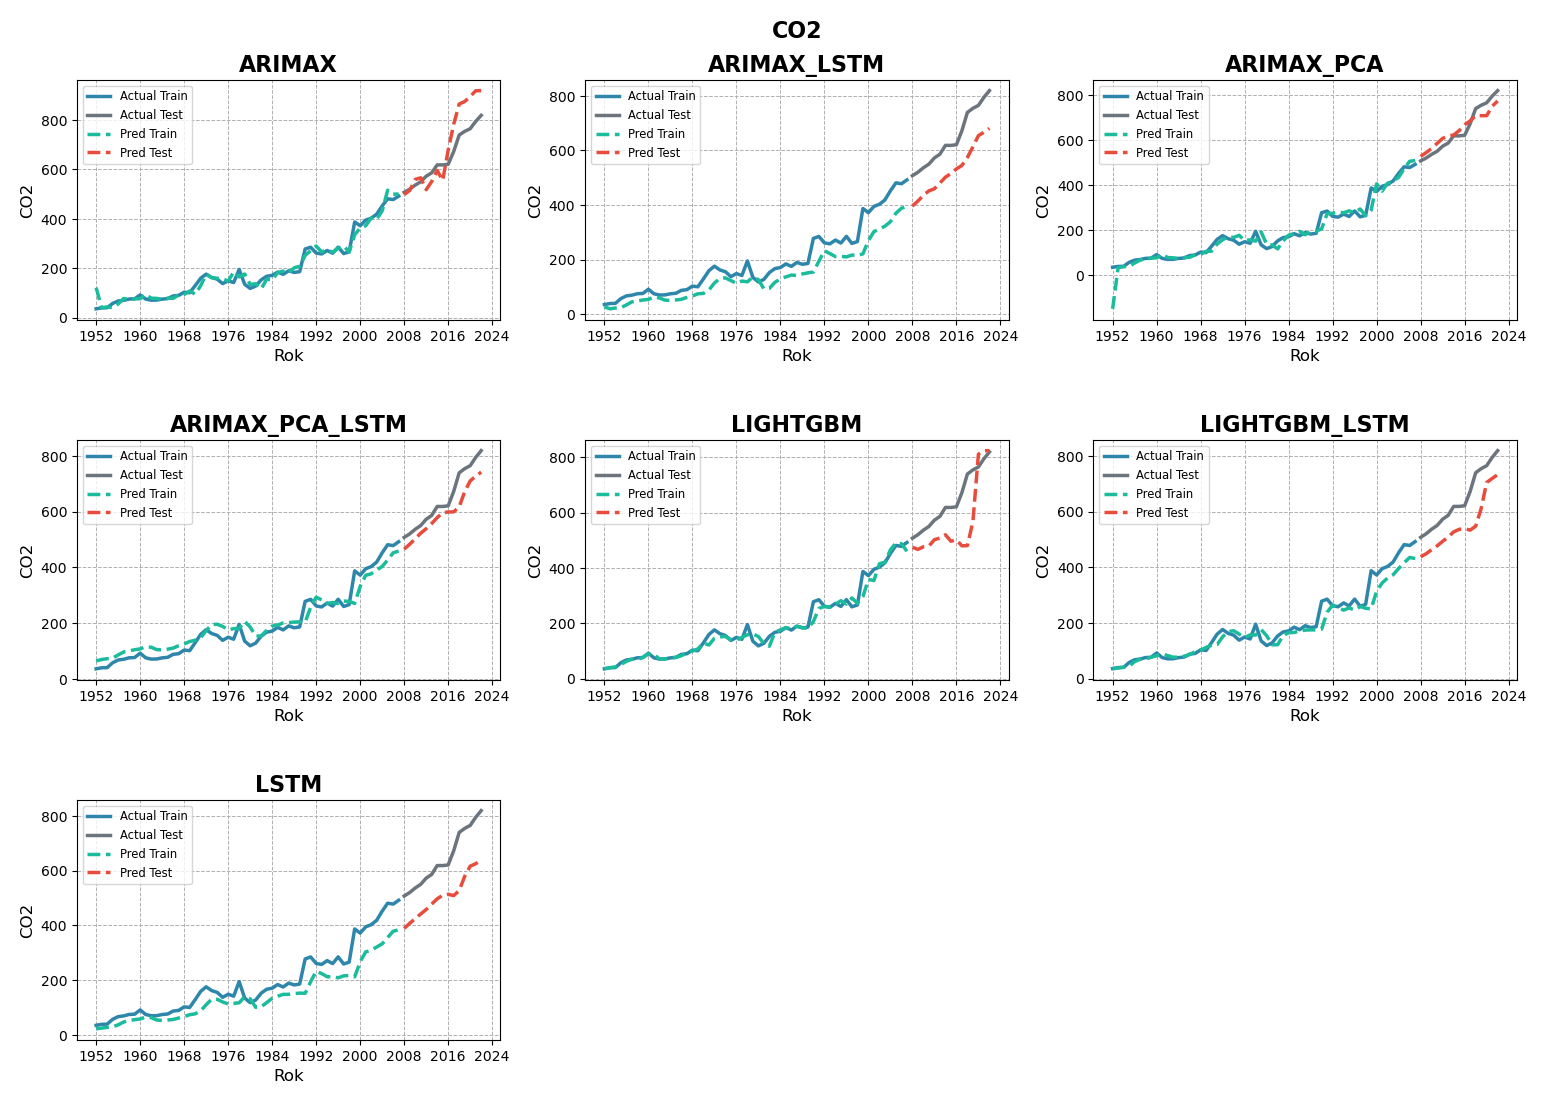 CO2
ARIMAX
Actual Train
Actual Test
Pred Train
Pred Test
800
600
400
200
0
CO2
1952 1960 1968 1976 1984 1992 2000 2008 2016 2024
Rok
ARIMAX_LSTM
Actual Train
Actual Test
Pred Train
Pred Test
800
600
400
200
0
CO2
1952 1960 1968 1976 1984 1992 2000 2008 2016 2024
Rok
ARIMAX_PCA
Actual Train
Actual Test
Pred Train
Pred Test
800
600
400
200
0
CO2
1952 1960 1968 1976 1984 1992 2000 2008 2016 2024
Rok
ARIMAX_PCA_LSTM
Actual Train
Actual Test
Pred Train
Pred Test
800
600
400
200
0
CO2
1952 1960 1968 1976 1984 1992 2000 2008 2016 2024
Rok
LIGHTGBM
Actual Train
Actual Test
Pred Train
Pred Test
800
600
400
200
0
CO2
1952 1960 1968 1976 1984 1992 2000 2008 2016 2024
Rok
LIGHTGBM_LSTM
Actual Train
Actual Test
Pred Train
Pred Test
800
600
400
200
0
CO2
1952 1960 1968 1976 1984 1992 2000 2008 2016 2024
Rok
LSTM
Actual Train
Actual Test
Pred Train
Pred Test
800
600
400
200
0
CO2
1952 1960 1968 1976 1984 1992 2000 2008 2016 2024
Rok